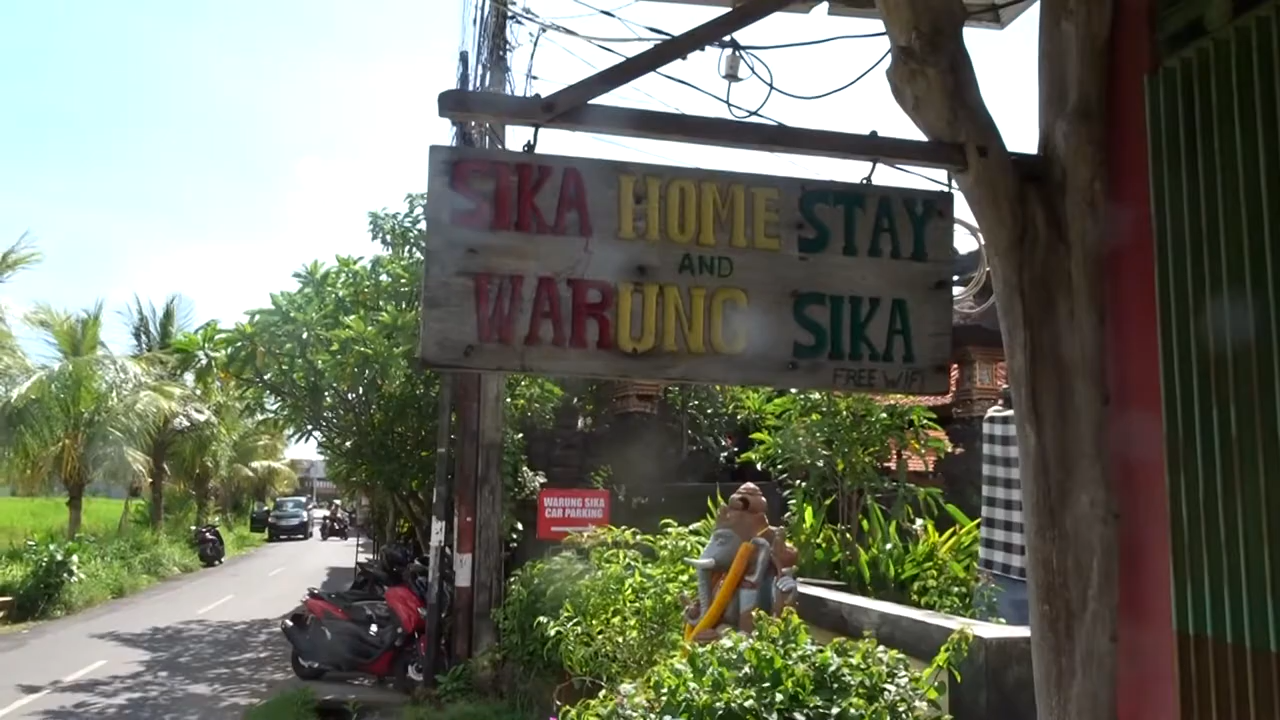 SIKA HOME STAY
AND
WARUNG SIKA
FREE WiFi
WARUNG SIKA
CAR PARKING